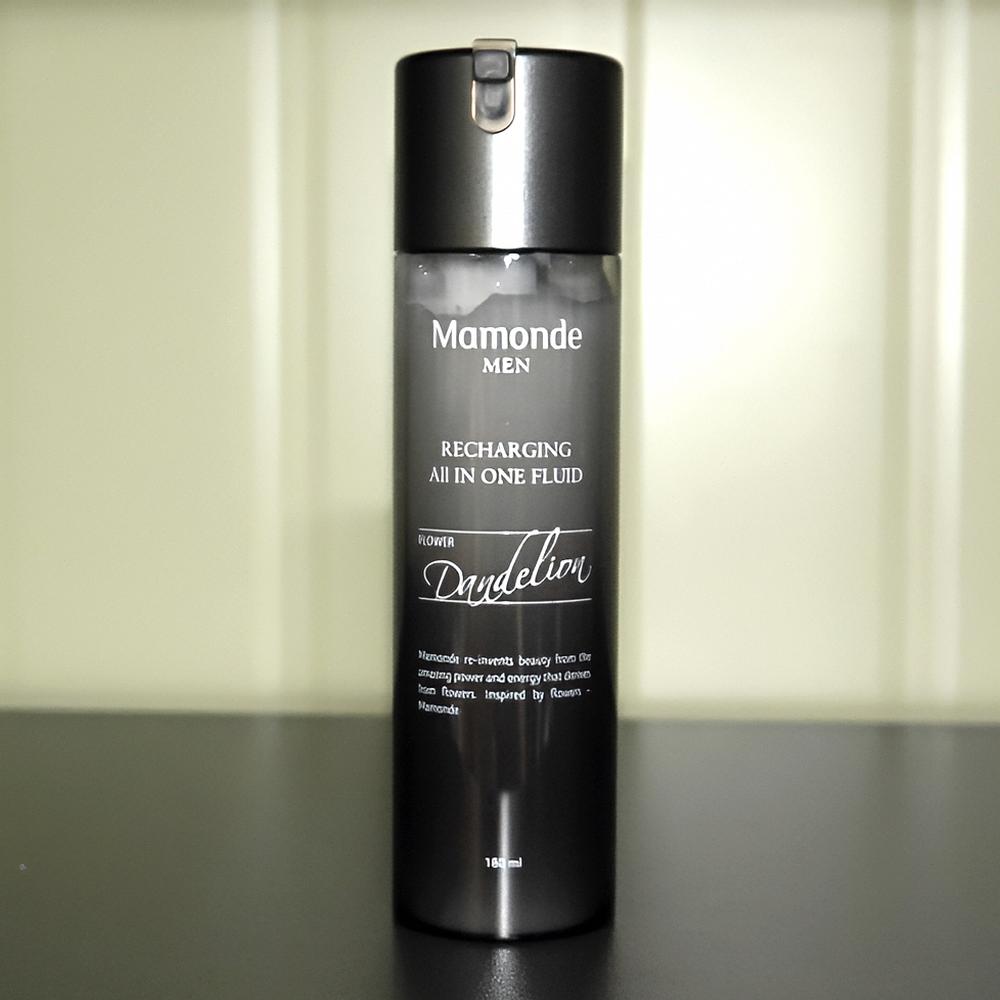 Mamonde
MEN
RECHARGING
All IN ONE FLUID
FLOWER
Dandelion
Mamonde re-invents beauty from the
amazing power and energy that
from flowers. Inspired by flowers -
Mamonde
ml